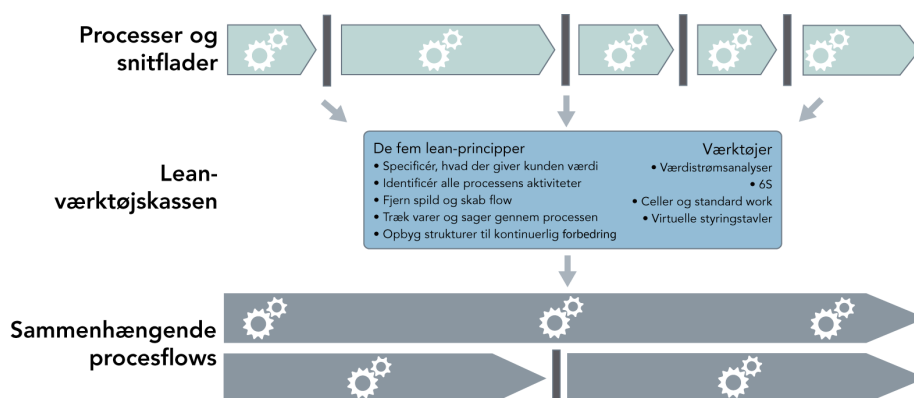 Processer og
snitflader
Lean-
værktøjskassen
De fem lean-principper
• Specificér, hvad der giver kunden værdi
• Identificér alle processens aktiviteter
• Fjern spild og skab flow
• Træk varer og sager gennem processen
• Opbyg strukturer til kontinuerlig forbedring
Værktøjer
• Værdistrømsanalyser
• 6S
• Celler og standard work
• Virtuelle styringstavler
Sammenhængende
procesflows